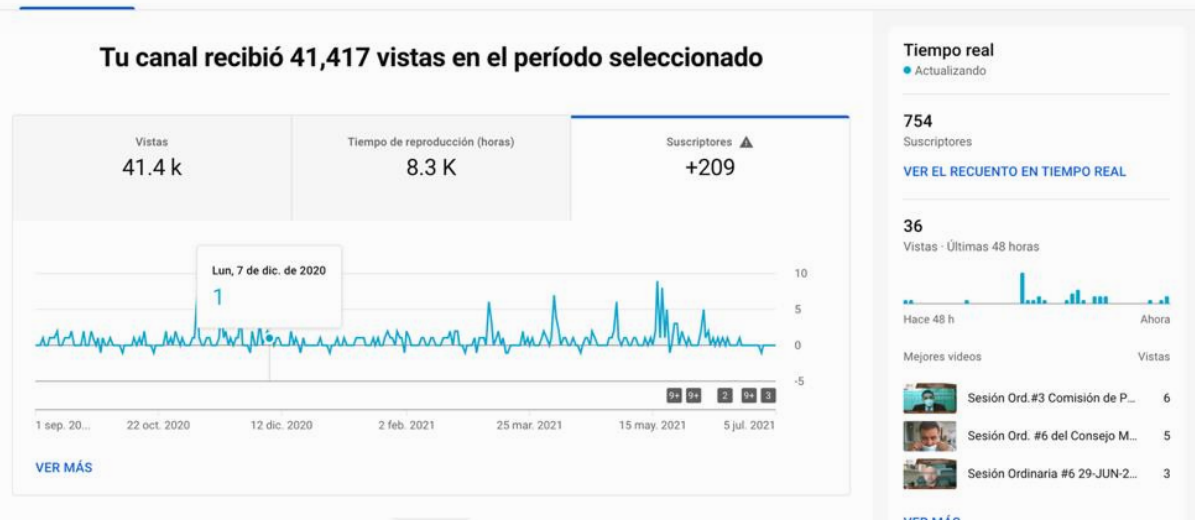 Tu canal recibió 41,417 vistas en el período seleccionado
Vistas
41.4 k
Tiempo de reproducción (horas)
8.3 K
Suscriptores
+209
Lun, 7 de dic. de 2020
1
10
5
0
-5
9+ 9+ 2 9+ 3
1 sep. 20... 22 oct. 2020 12 dic. 2020 2 feb. 2021 25 mar. 2021 15 may. 2021 5 jul. 2021
VER MÁS
Tiempo real
Actualizando
754
Suscriptores
VER EL RECUENTO EN TIEMPO REAL
36
Vistas · Últimas 48 horas
Hace 48 h Ahora
Mejores videos Vistas
Sesión Ord.#3 Comisión de P... 6
Sesión Ord. #6 del Consejo M... 5
Sesión Ordinaria #6 29-JUN-2... 3
VER MÁS